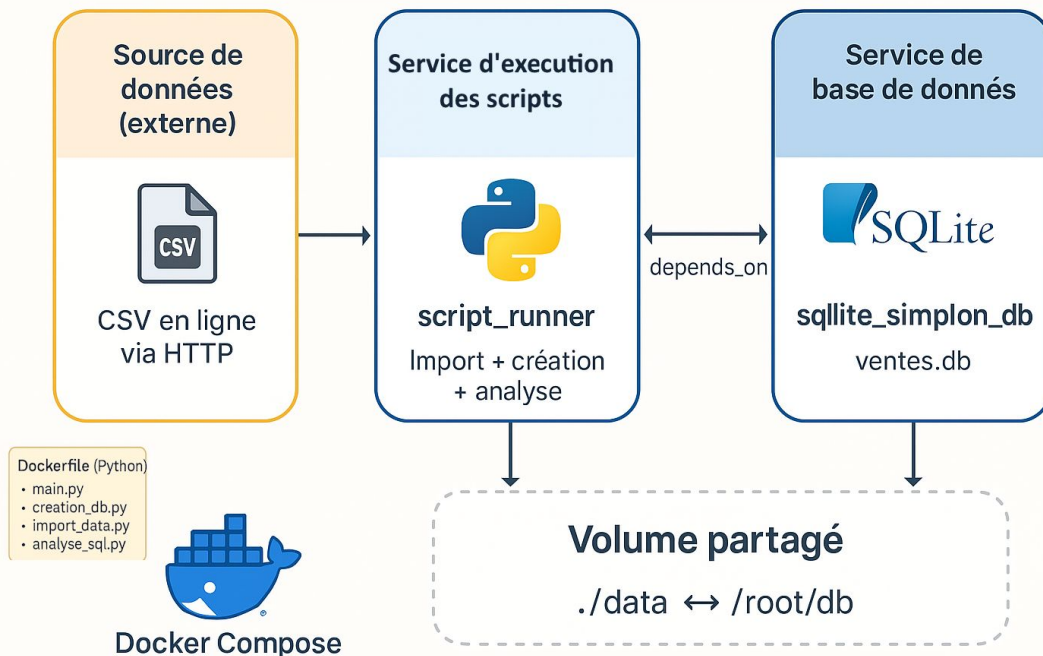 Source de
données
(externe)
CSV
CSV en ligne
via HTTP
Service d'execution
des scripts
script_runner
Import + création
+ analyse
depends_on
Service de
base de donnés
SQLite
sqllite_simplon_db
ventes.db
Dockerfile (Python)
• main.py
• creation_db.py
• import_data.py
• analyse_sql.py
Docker Compose
Volume partagé
./data ↔ /root/db